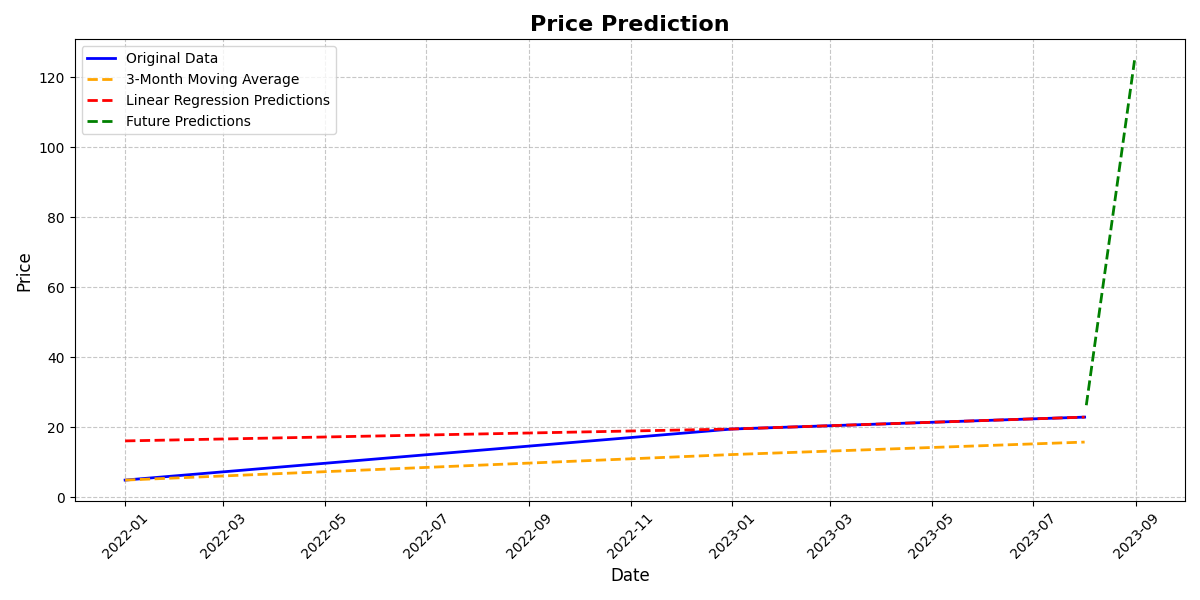 Price Prediction
Original Data
3-Month Moving Average
Linear Regression Predictions
Future Predictions
120
100
80
60
40
20
0
Price
2022-01
2022-03
2022-05
2022-07
2022-09
2022-11
2023-01
2023-03
2023-05
2023-07
2023-09
Date